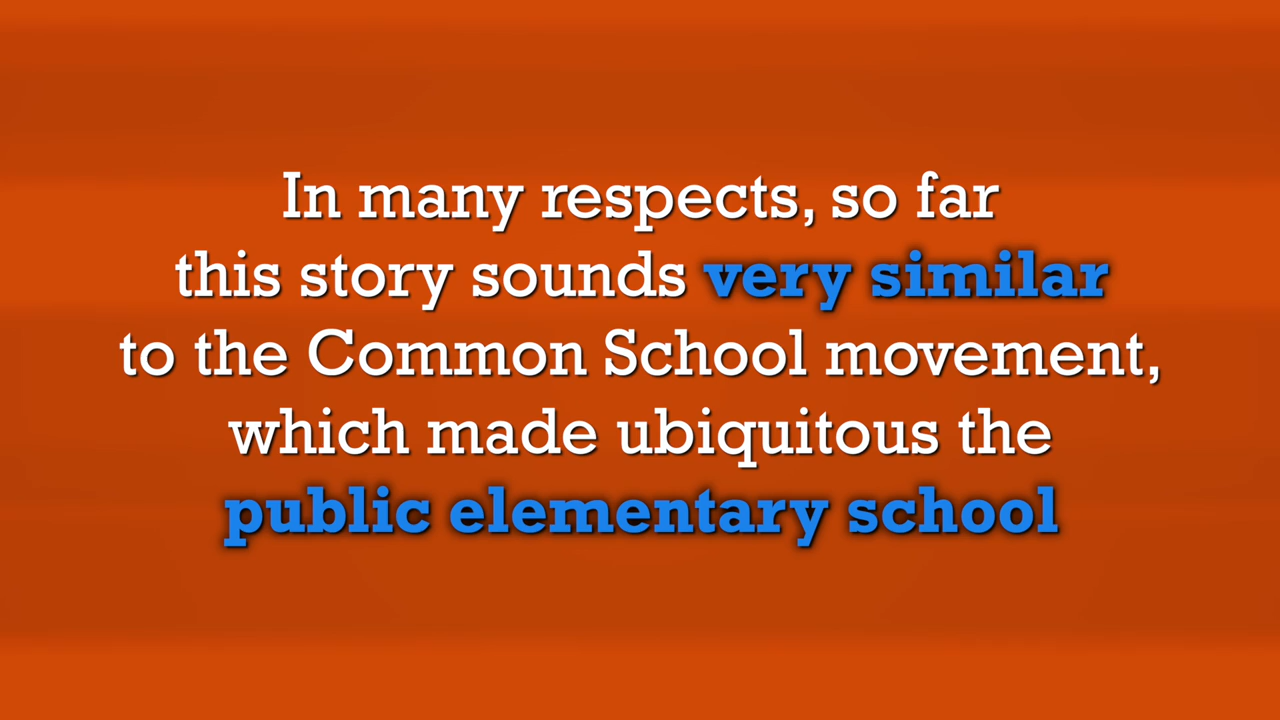 In many respects, so far
this story sounds very similar
to the Common School movement,
which made ubiquitous the
public elementary school